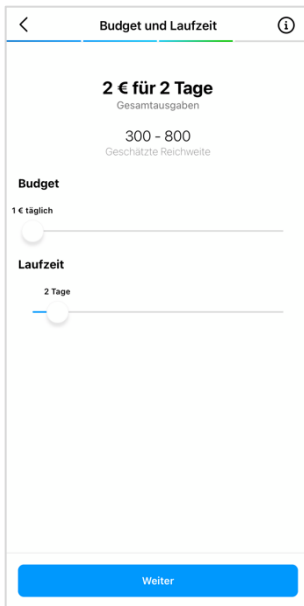 Budget und Laufzeit
2 € für 2 Tage
Gesamtausgaben
300 - 800
Geschätzte Reichweite
Budget
1 € täglich
Laufzeit
2 Tage
Weiter